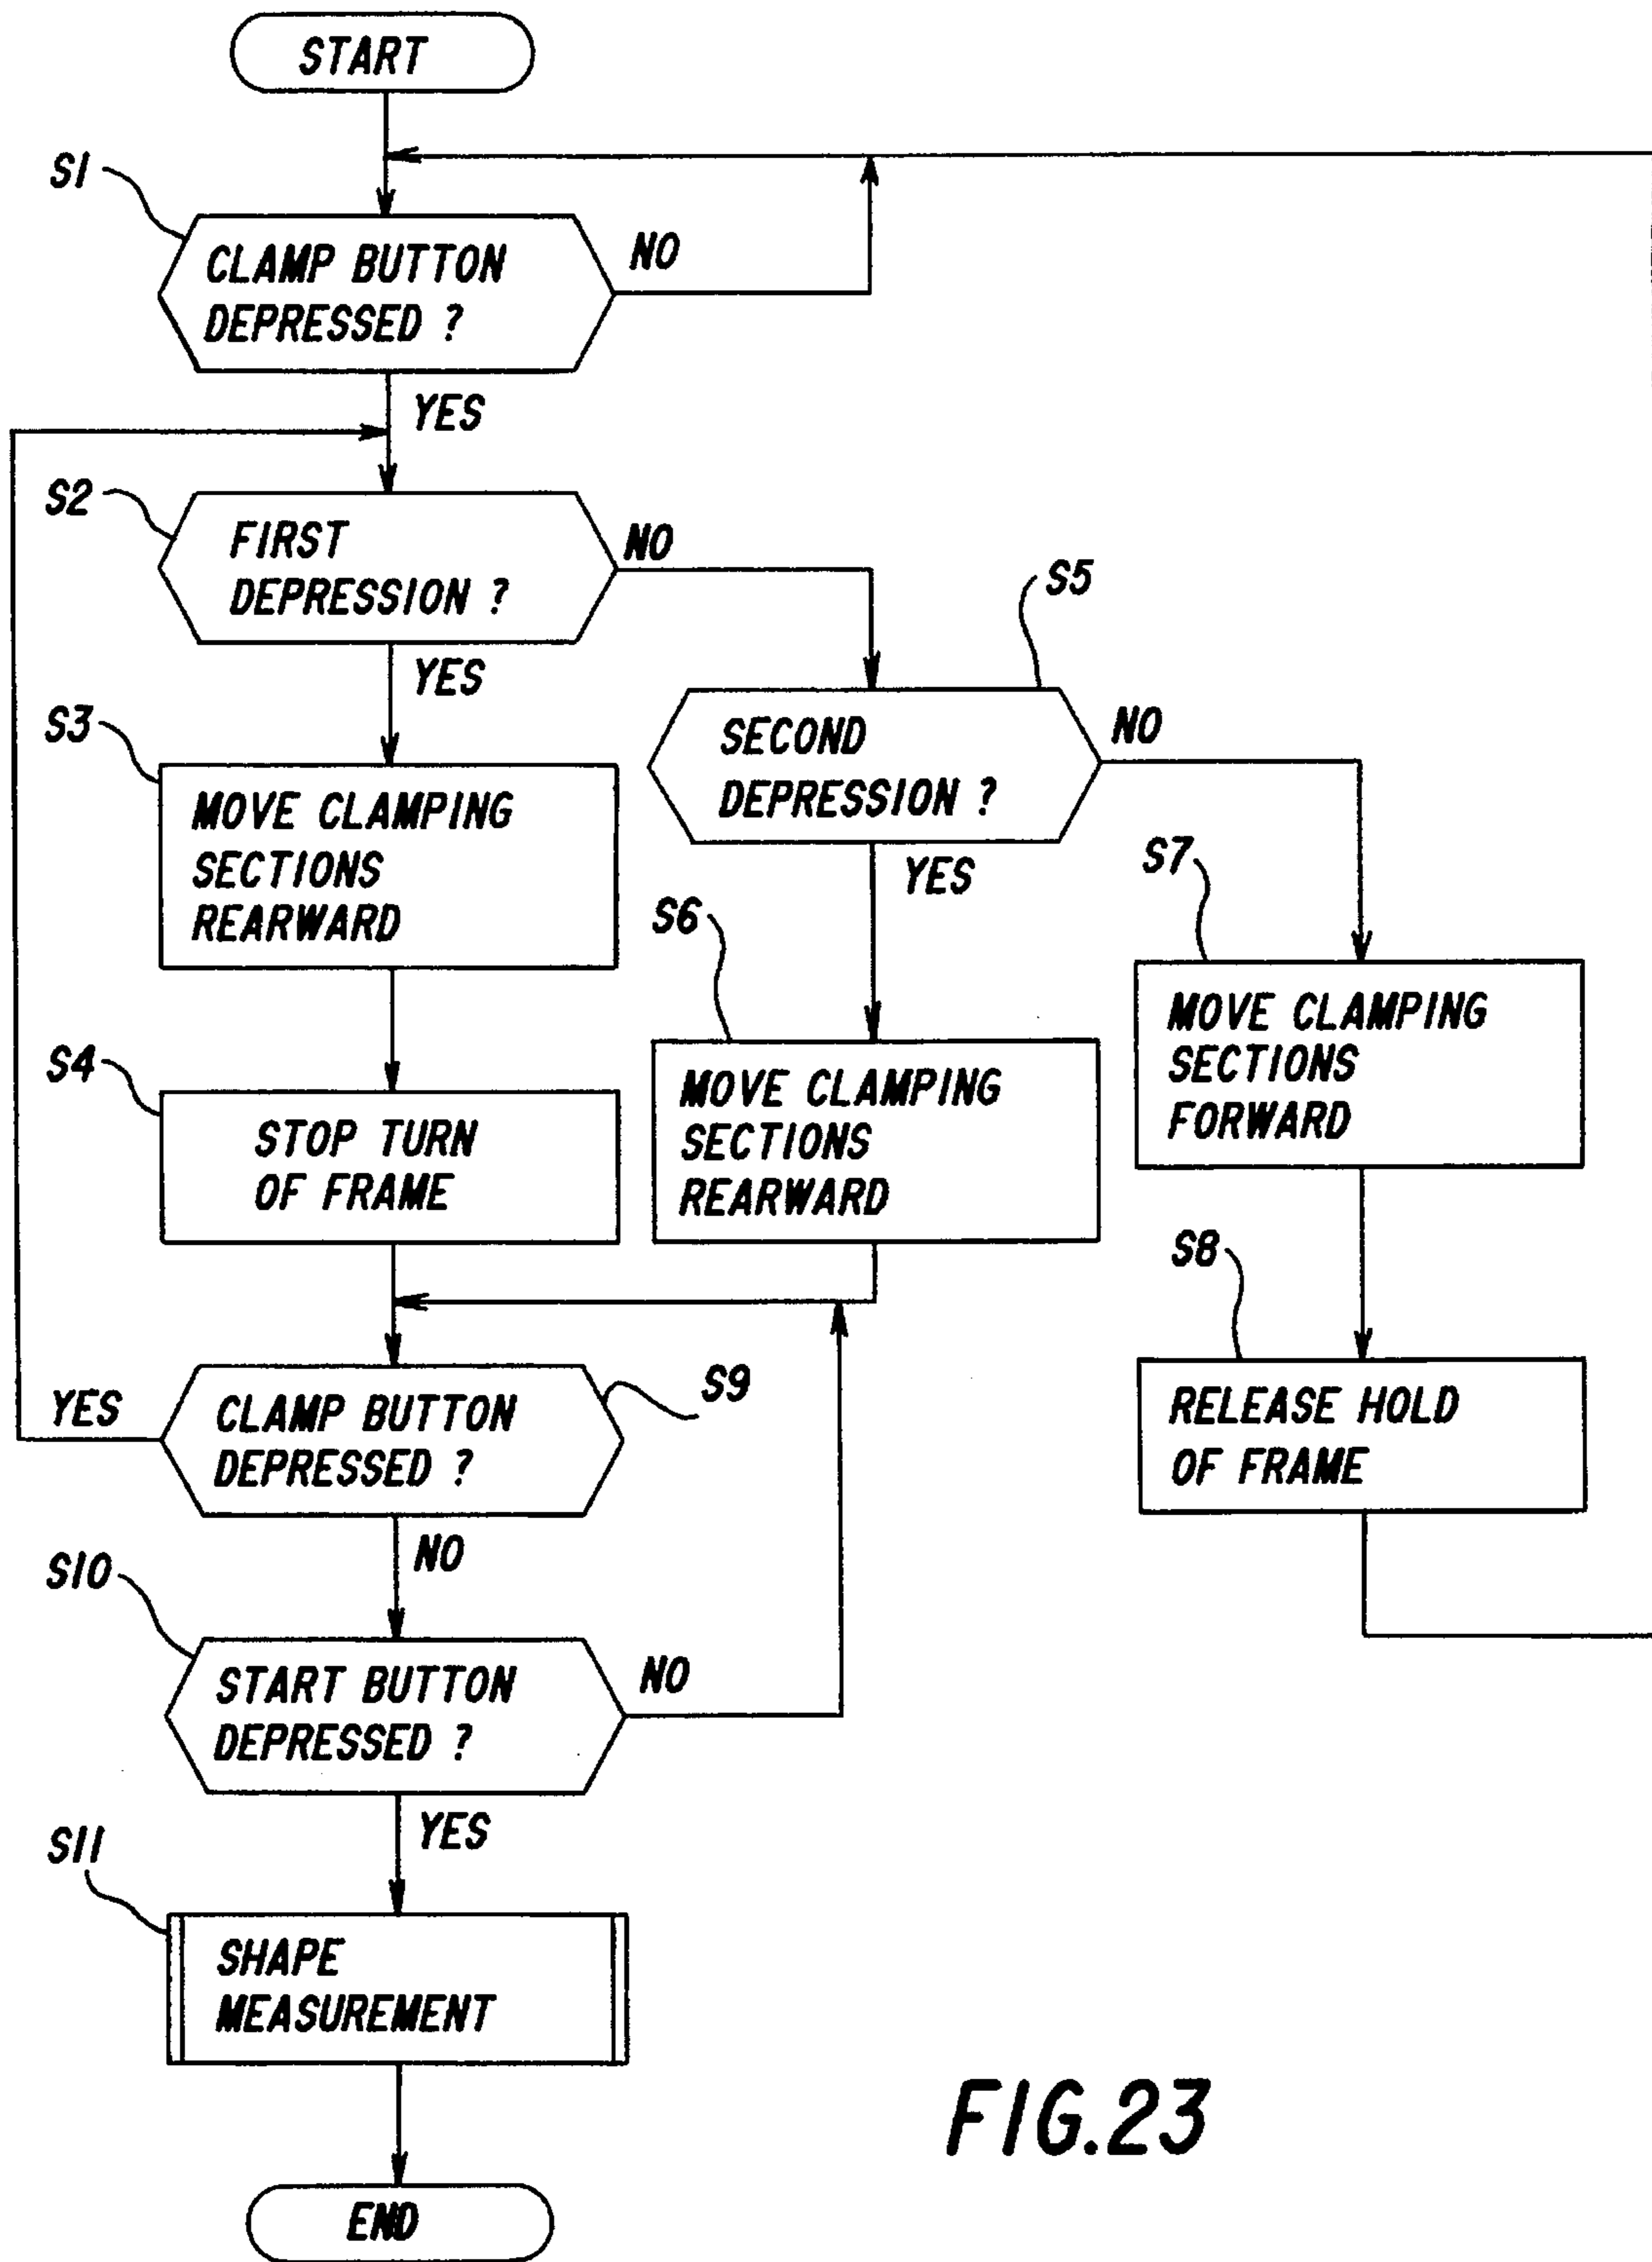 START
S1
CLAMP BUTTON
DEPRESSED ?
NO
YES
S2
FIRST
DEPRESSION ?
NO
YES
S5
SECOND
DEPRESSION ?
NO
YES
S3
MOVE CLAMPING
SECTIONS
REARWARD
S4
STOP TURN
OF FRAME
S6
MOVE CLAMPING
SECTIONS
REARWARD
S7
MOVE CLAMPING
SECTIONS
FORWARD
S8
RELEASE HOLD
OF FRAME
S9
CLAMP BUTTON
DEPRESSED ?
YES
NO
S10
START BUTTON
DEPRESSED ?
NO
YES
S11
SHAPE
MEASUREMENT
END
FIG.23